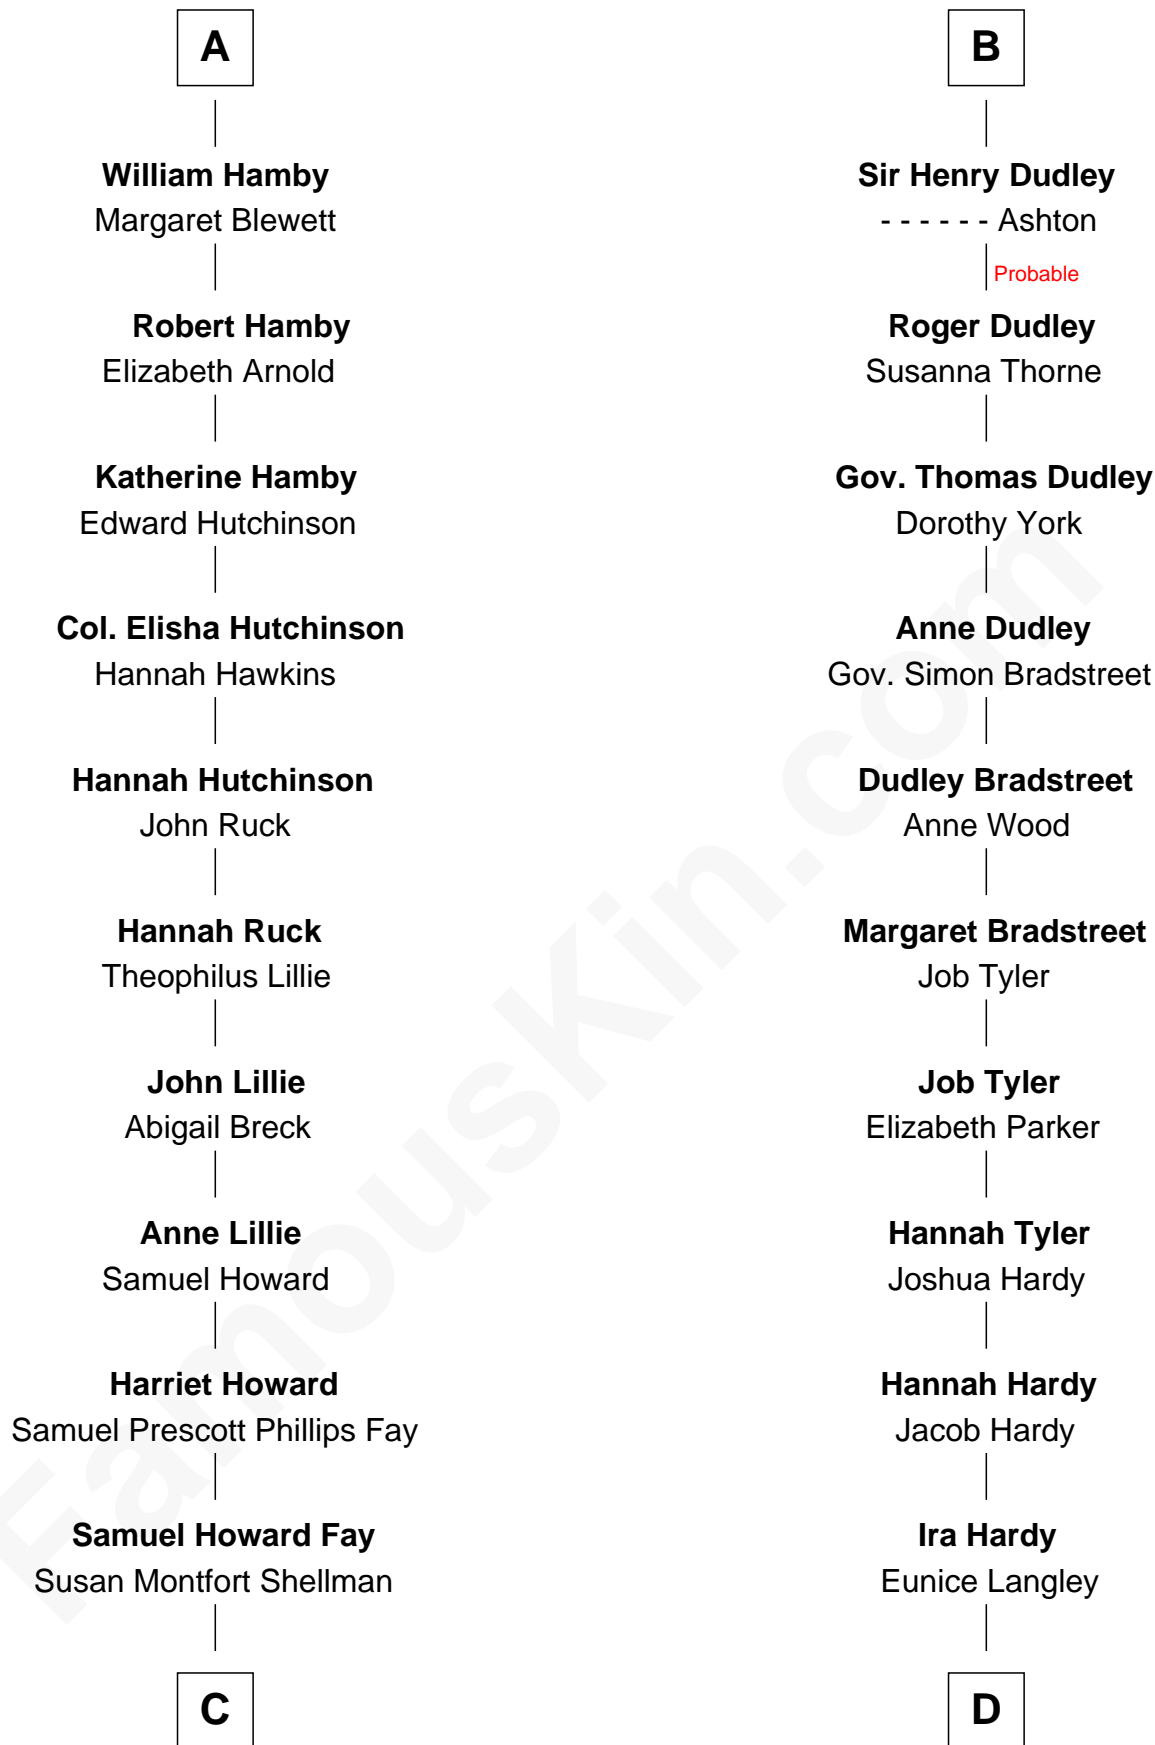 A
William Hamby
Margaret Blewett
Robert Hamby
Elizabeth Arnold
Katherine Hamby
Edward Hutchinson
Col. Elisha Hutchinson
Hannah Hawkins
Hannah Hutchinson
John Ruck
Hannah Ruck
Theophilus Lillie
John Lillie
Abigail Breck
Anne Lillie
Samuel Howard
Harriet Howard
Samuel Prescott Phillips Fay
Samuel Howard Fay
Susan Montfort Shellman
C
B
Sir Henry Dudley
- - - - - - Ashton
Probable
Roger Dudley
Susanna Thorne
Gov. Thomas Dudley
Dorothy York
Anne Dudley
Gov. Simon Bradstreet
Dudley Bradstreet
Anne Wood
Margaret Bradstreet
Job Tyler
Job Tyler
Elizabeth Parker
Hannah Tyler
Joshua Hardy
Hannah Hardy
Jacob Hardy
Ira Hardy
Eunice Langley
D
FamousKin.com